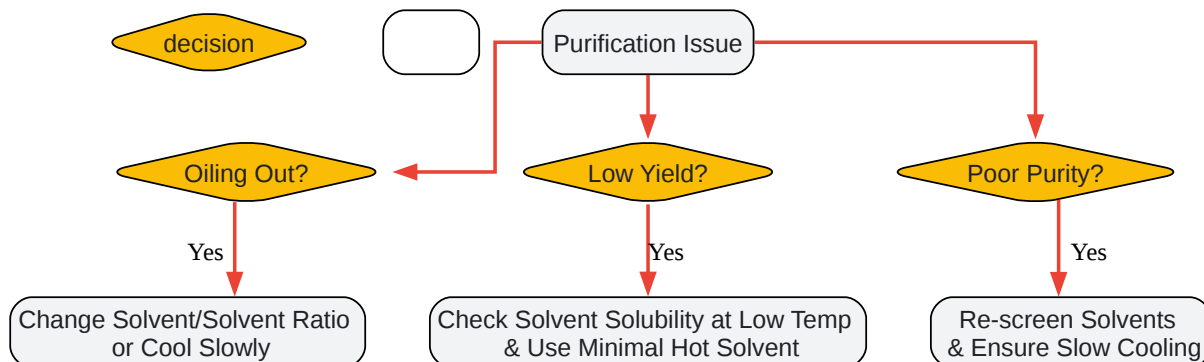 decision
Purification Issue
Oiling Out?
Low Yield?
Poor Purity?
Yes
Yes
Yes
Change Solvent/Solvent Ratio
or Cool Slowly
Check Solvent Solubility at Low Temp
& Use Minimal Hot Solvent
Re-screen Solvents
& Ensure Slow Cooling